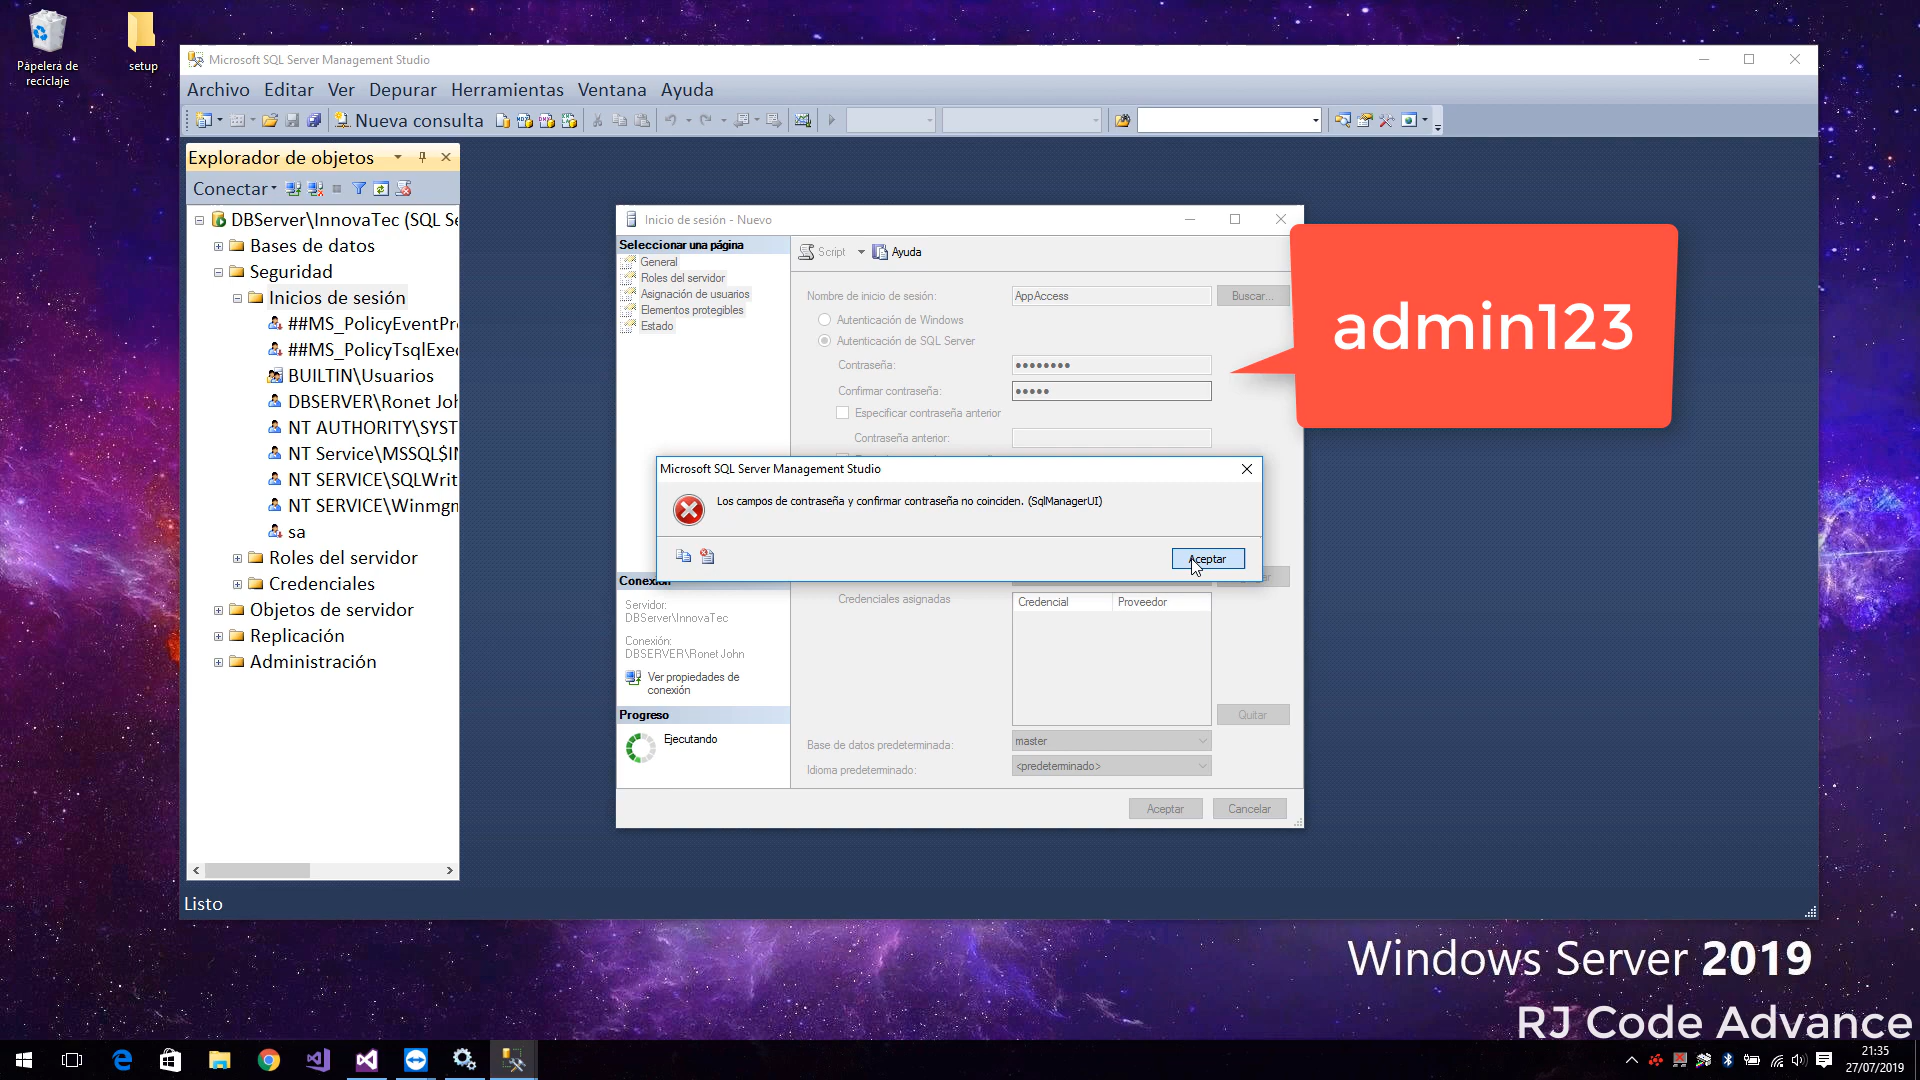 Papelera de
reciclaje
setup
Microsoft SQL Server Management Studio
Archivo Editar Ver Depurar Herramientas Ventana Ayuda
Nueva consulta
Explorador de objetos
Conectar
DBServer\InnovaTec (SQL Se
Bases de datos
Seguridad
Inicios de sesión
##MS_PolicyEventPr
##MS_PolicyTsqlExec
BUILTIN\Usuarios
DBSERVER\Ronet Joh
NT AUTHORITY\SYST
NT Service\MSSQL$I
NT SERVICE\SQLWrit
NT SERVICE\Winmgn
sa
Roles del servidor
Credenciales
Objetos de servidor
Replicación
Administración
Listo
Inicio de sesión - Nuevo
Seleccionar una página
General
Roles del servidor
Asignación de usuarios
Elementos protegibles
Estado
Script Ayuda
Nombre de inicio de sesión: AppAccess Buscar...
Autenticación de Windows
Autenticación de SQL Server
Contraseña: ●●●●●●●●
Confirmar contraseña: ●●●●●
Especificar contraseña anterior
Contraseña anterior:
admin123
Microsoft SQL Server Management Studio
Los campos de contraseña y confirmar contraseña no coinciden. (SqlManagerUI)
Aceptar
Conexión
Servidor:
DBServer\InnovaTec
Conexión:
DBSERVER\Ronet John
Ver propiedades de
conexión
Progreso
Ejecutando
Credenciales asignadas
Credencial Proveedor
Quitar
Base de datos predeterminada: master
Idioma predeterminado: <predeterminado>
Aceptar Cancelar
Windows Server 2019
RJ Code Advance
21:35
27/07/2019